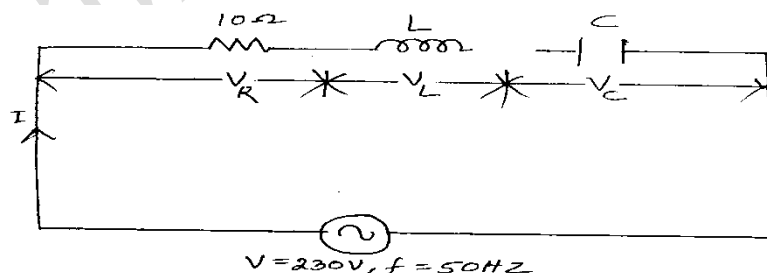 10Ω L C
V_R V_L V_C
I
V=230V, f=50HZ